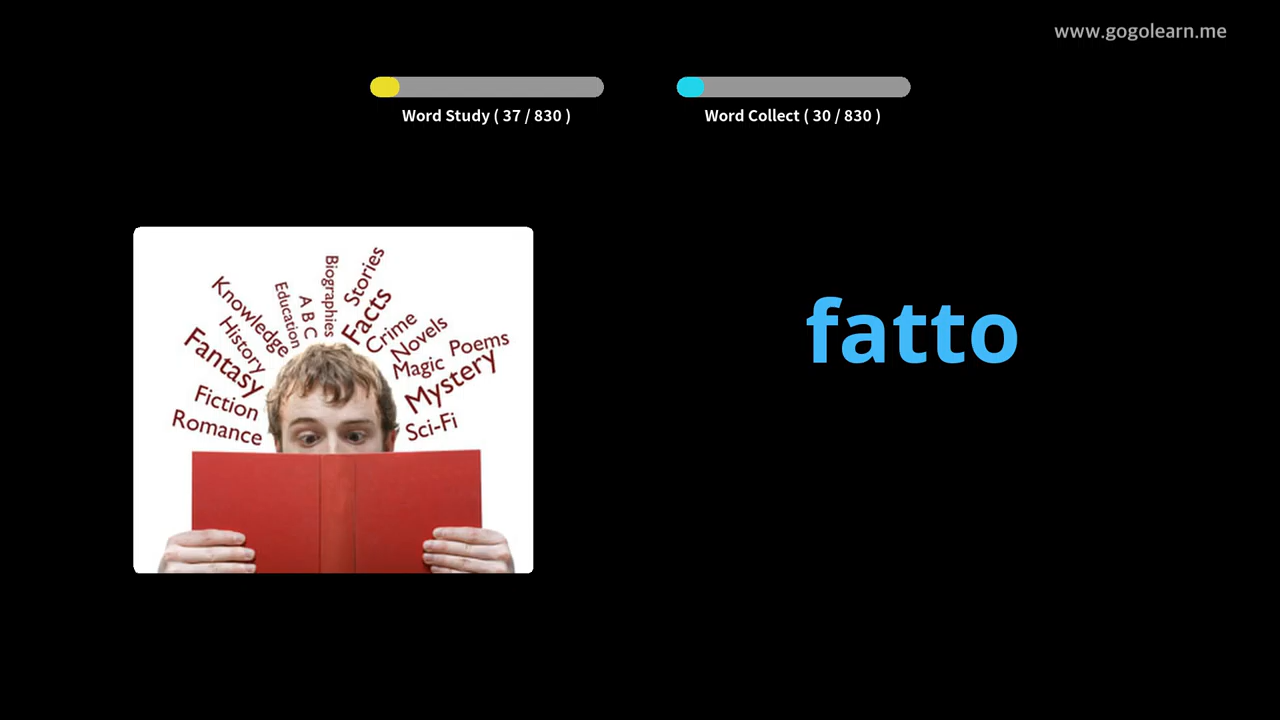 www.gogolearn.me
Word Study ( 37 / 830 )
Word Collect ( 30 / 830 )
Knowledge
History
Fantasy
Fiction
Romance
Education
A B C
Biographies
Stories
Facts
Crime
Novels
Poems
Magic
Mystery
Sci-Fi
fatto